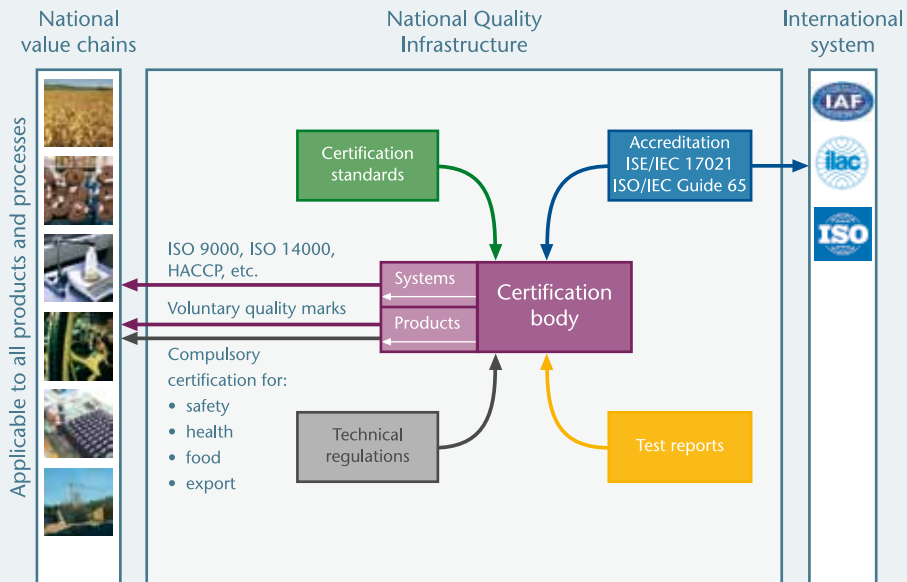 National
value chains
National Quality
Infrastructure
International
system
Applicable to all products and processes
Certification
standards
Accreditation
ISE/IEC 17021
ISO/IEC Guide 65
IAF
ilac
ISO
ISO 9000, ISO 14000,
HACCP, etc.
Systems
Products
Certification
body
Voluntary quality marks
Compulsory
certification for:
• safety
• health
• food
• export
Technical
regulations
Test reports